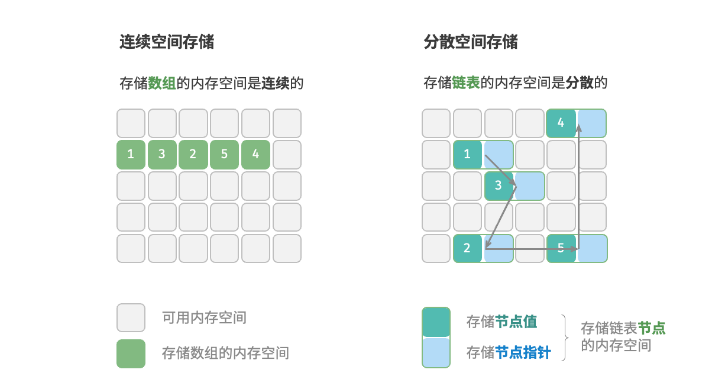 连续空间存储
存储数组的内存空间是连续的
1 3 2 5 4
可用内存空间
存储数组的内存空间
分散空间存储
存储链表的内存空间是分散的
4
1
3
2 5
存储节点值
存储节点指针
存储链表节点
的内存空间